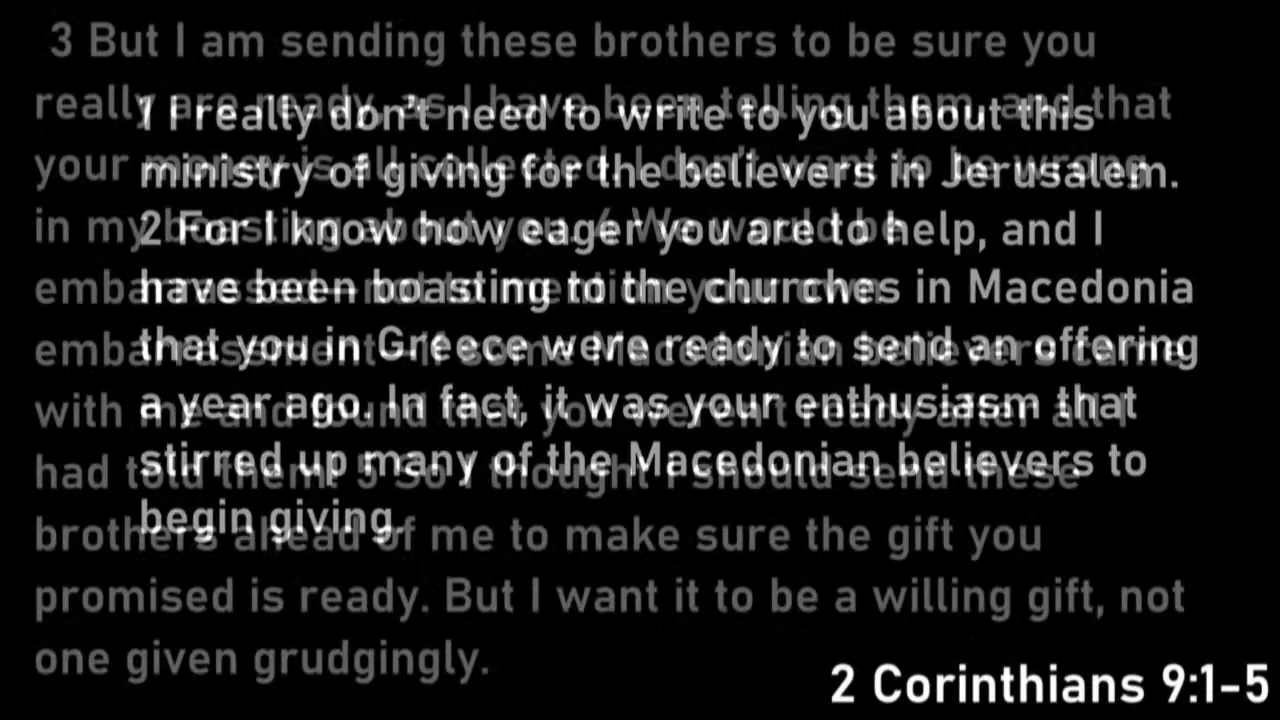 1 I really don't need to write to you about this
ministry of giving for the believers in Jerusalem.
2 For I know how eager you are to help, and I
have been boasting to the churches in Macedonia
that you in Greece were ready to send an offering
a year ago. In fact, it was your enthusiasm that
stirred up many of the Macedonian believers to
begin giving.
3 But I am sending these brothers to be sure you
really are ready, as I have been telling them, and that
your money is all collected. I don't want to be wrong
in my boasting about you. 4 We would be
embarrassment—if some Macedonian believers came
with me and found that you weren't ready after all I
had told them! 5 So I thought I should send these
brothers ahead of me to make sure the gift you
promised is ready. But I want it to be a willing gift, not
one given grudgingly.
2 Corinthians 9:1-5